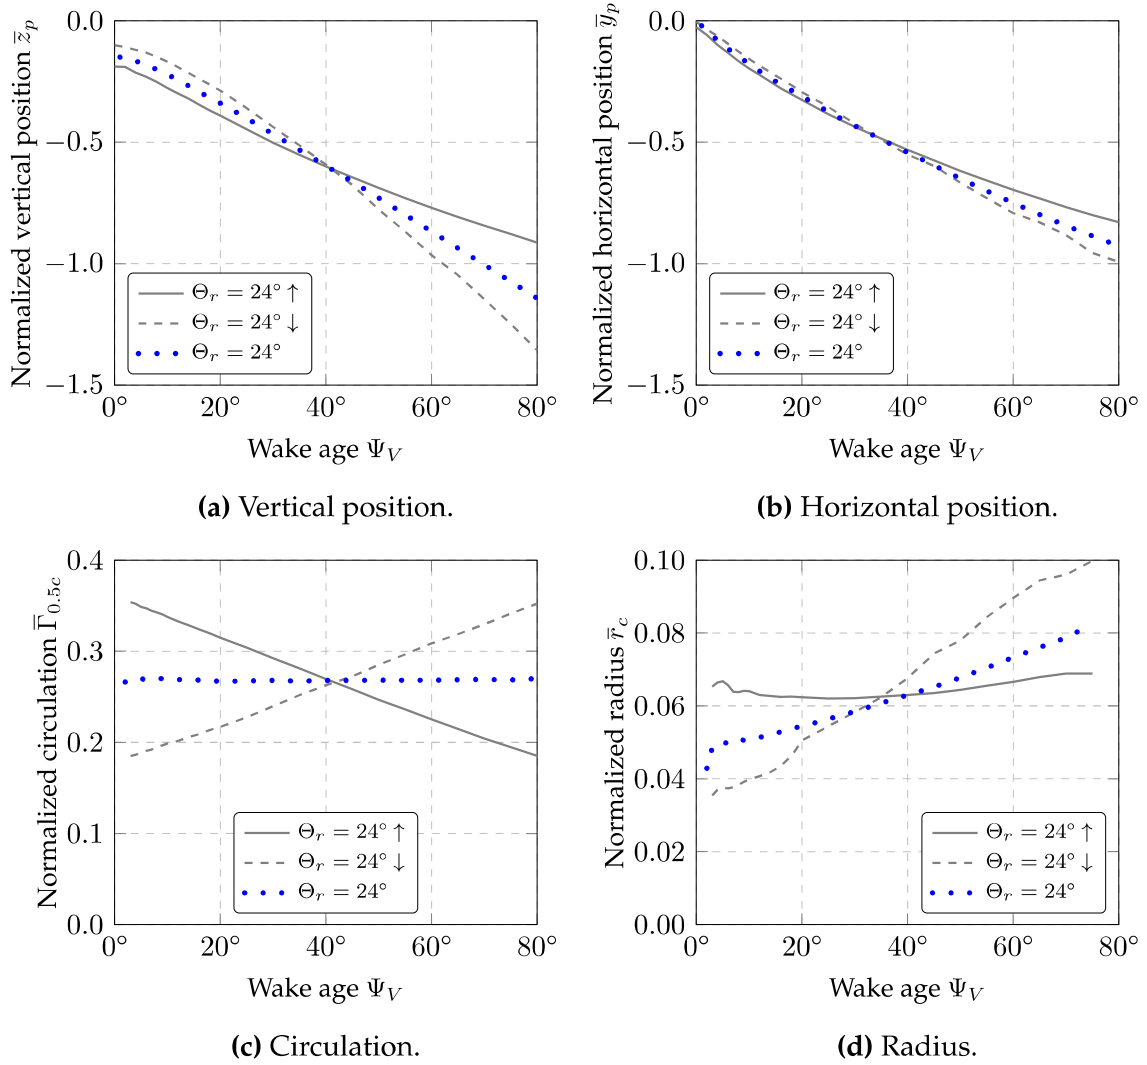 Normalized vertical position z̅ₚ
0.0
−0.5
−1.0
−1.5
0° 20° 40° 60° 80°
Wake age Ψ_V
Θᵣ = 24° ↑
Θᵣ = 24° ↓
Θᵣ = 24°
(a) Vertical position.
Normalized horizontal position y̅ₚ
0.0
−0.5
−1.0
−1.5
0° 20° 40° 60° 80°
Wake age Ψ_V
Θᵣ = 24° ↑
Θᵣ = 24° ↓
Θᵣ = 24°
(b) Horizontal position.
Normalized circulation Γ̅₀.₅c
0.4
0.3
0.2
0.1
0.0
0° 20° 40° 60° 80°
Wake age Ψ_V
Θᵣ = 24° ↑
Θᵣ = 24° ↓
Θᵣ = 24°
(c) Circulation.
Normalized radius r̅_c
0.10
0.08
0.06
0.04
0.02
0.00
0° 20° 40° 60° 80°
Wake age Ψ_V
Θᵣ = 24° ↑
Θᵣ = 24° ↓
Θᵣ = 24°
(d) Radius.